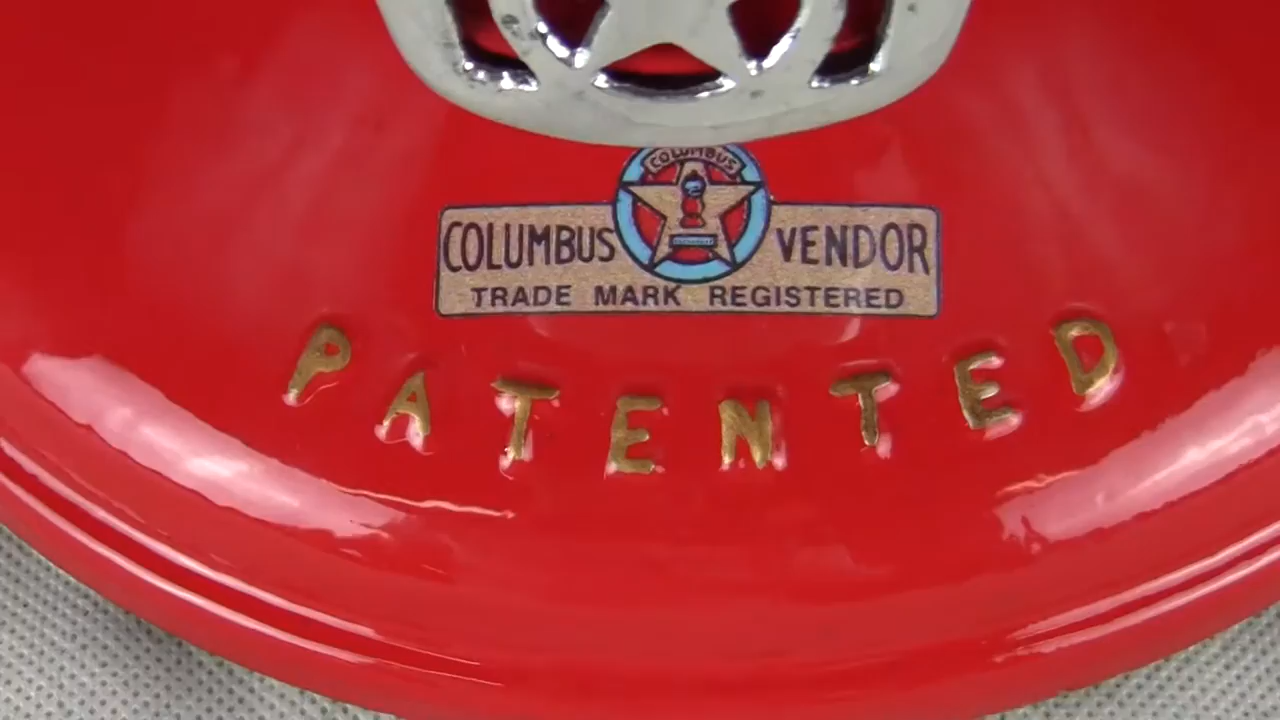 COLUMBUS
COLUMBUS VENDOR
TRADE MARK REGISTERED
PATENTED